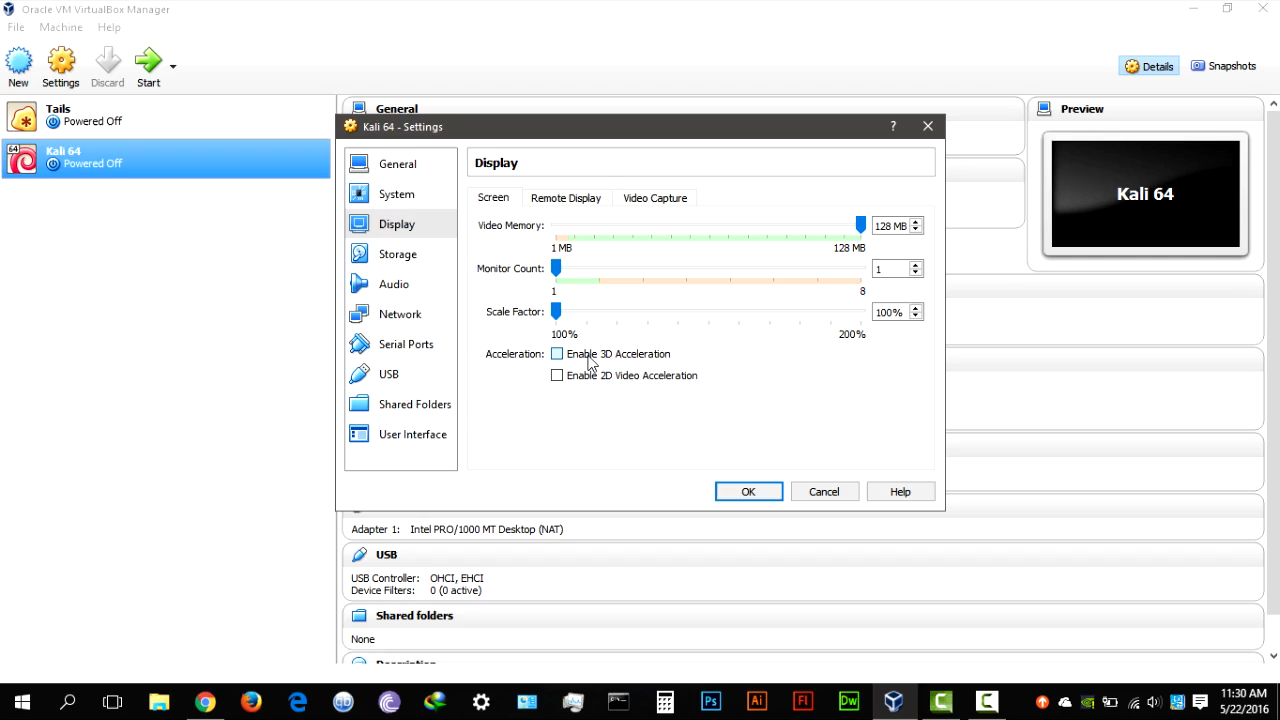 Oracle VM VirtualBox Manager
File Machine Help
New Settings Discard Start
Details Snapshots
Tails
Powered Off
64
Kali 64
Powered Off
General
Preview
Kali 64
Kali 64 - Settings
?
General
System
Display
Storage
Audio
Network
Serial Ports
USB
Shared Folders
User Interface
Display
Screen Remote Display Video Capture
Video Memory: 128 MB
1 MB 128 MB
Monitor Count: 1
1 8
Scale Factor: 100%
100% 200%
Acceleration: Enable 3D Acceleration
Enable 2D Video Acceleration
OK Cancel Help
Adapter 1: Intel PRO/1000 MT Desktop (NAT)
USB
USB Controller: OHCI, EHCI
Device Filters: 0 (0 active)
Shared folders
None
Ps Ai Fl Dw
11:30 AM
5/22/2016